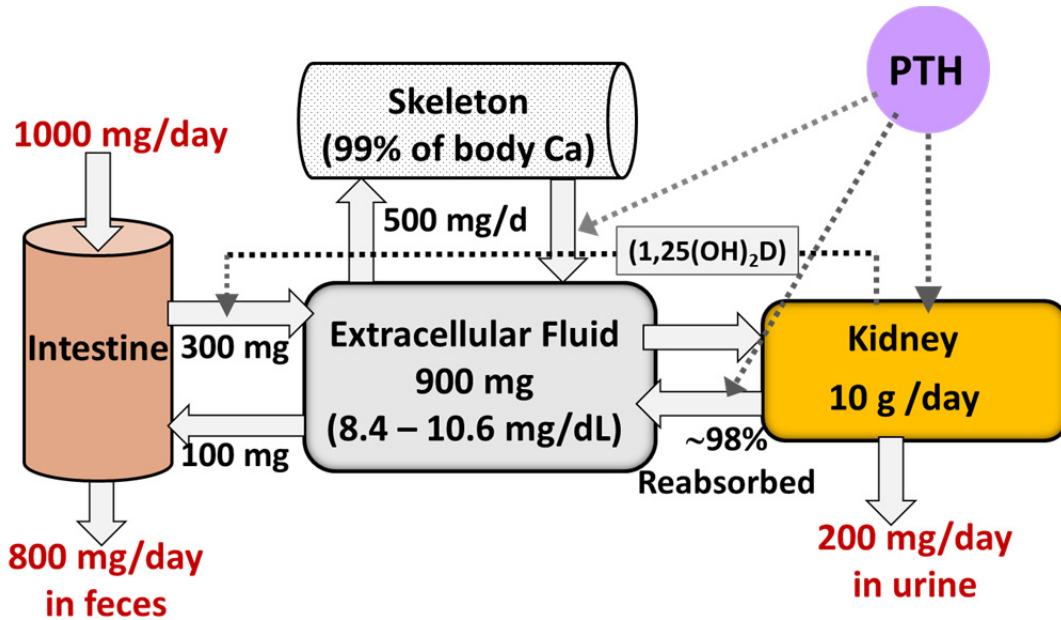 PTH
Skeleton
(99% of body Ca)
1000 mg/day
500 mg/d
(1,25(OH)₂D)
Intestine
300 mg
100 mg
Extracellular Fluid
900 mg
(8.4 – 10.6 mg/dL)
Kidney
10 g /day
~98%
Reabsorbed
800 mg/day
in feces
200 mg/day
in urine